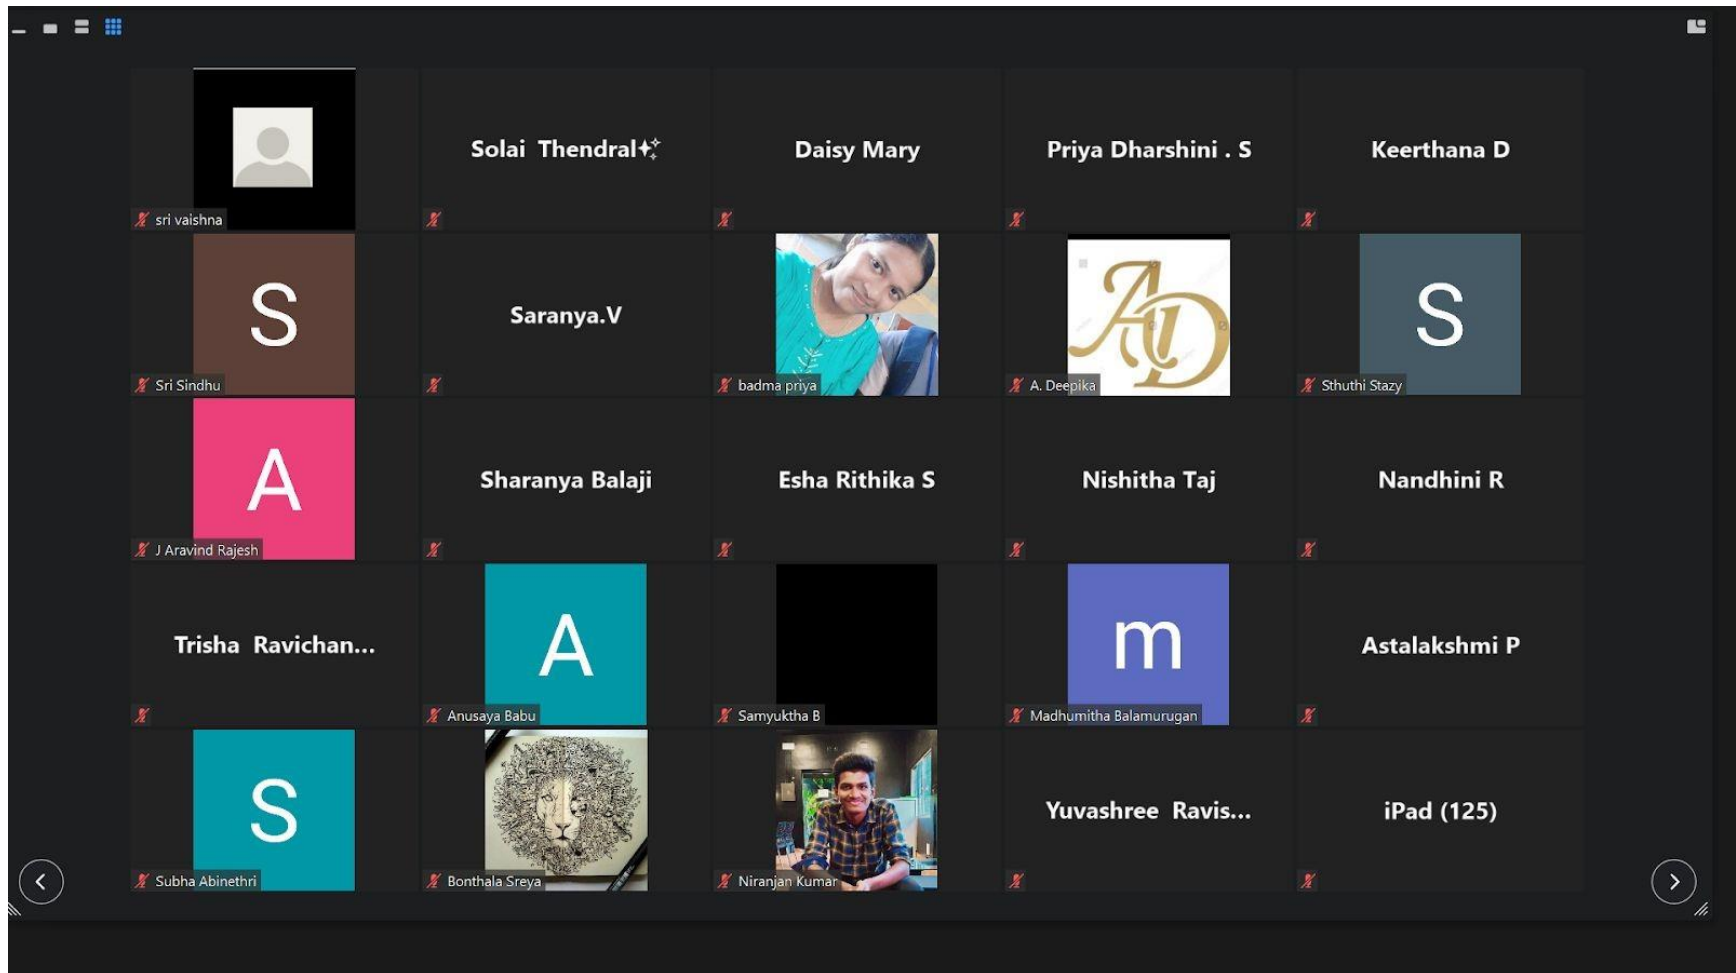 sri vaishna
Solai Thendral
Daisy Mary
Priya Dharshini . S
Keerthana D
S
Sri Sindhu
Saranya.V
badma priya
AD
A. Deepika
S
Sthuthi Stazy
A
J Aravind Rajesh
Sharanya Balaji
Esha Rithika S
Nishitha Taj
Nandhini R
Trisha Ravichan...
A
Anusaya Babu
Samyuktha B
m
Madhumitha Balamurugan
Astalakshmi P
S
Subha Abinethri
Bonthala Sreya
Niranjan Kumar
Yuvashree Ravis...
iPad (125)